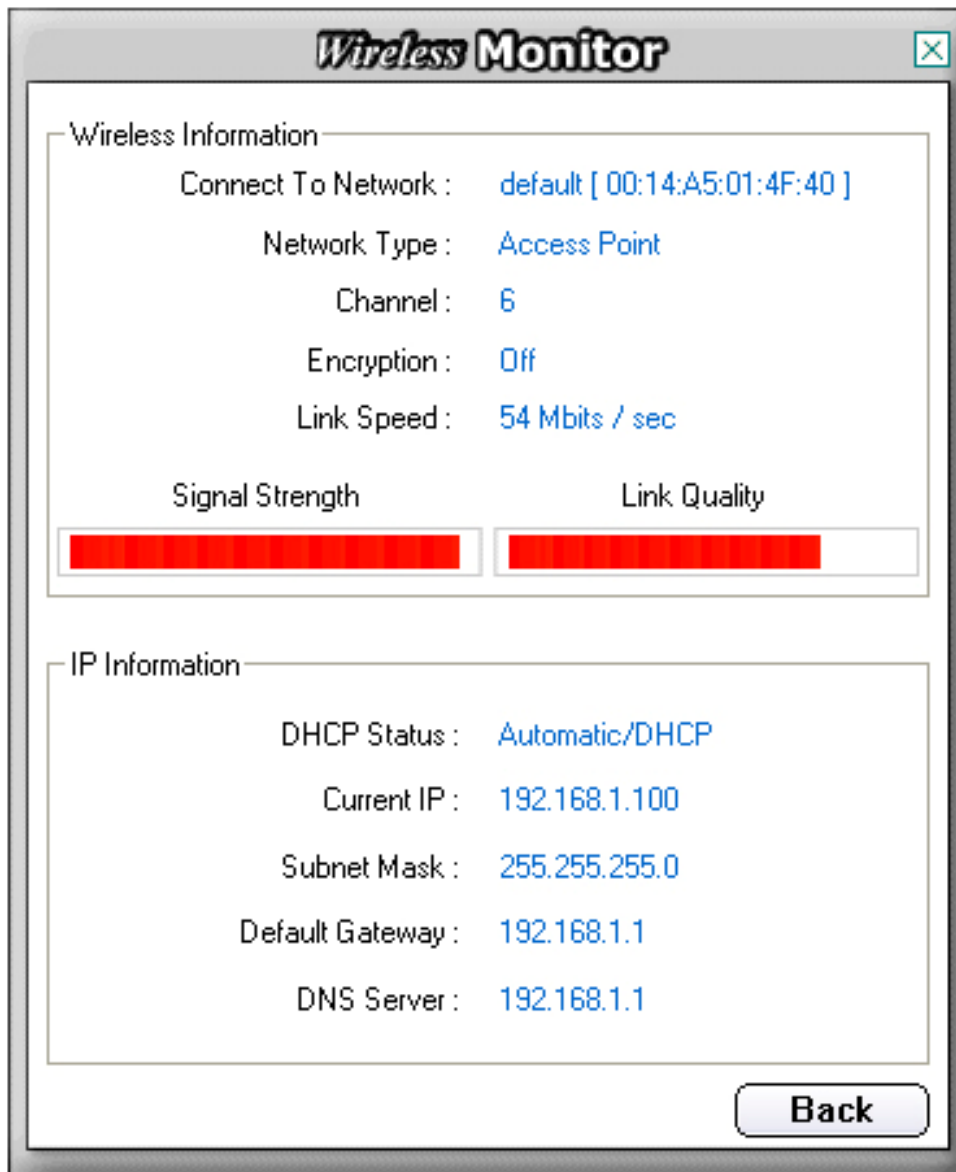 Wireless Monitor
Wireless Information
Connect To Network : default [ 00:14:A5:01:4F:40 ]
Network Type : Access Point
Channel : 6
Encryption : Off
Link Speed : 54 Mbits / sec
Signal Strength Link Quality
IP Information
DHCP Status : Automatic/DHCP
Current IP : 192.168.1.100
Subnet Mask : 255.255.255.0
Default Gateway : 192.168.1.1
DNS Server : 192.168.1.1
Back